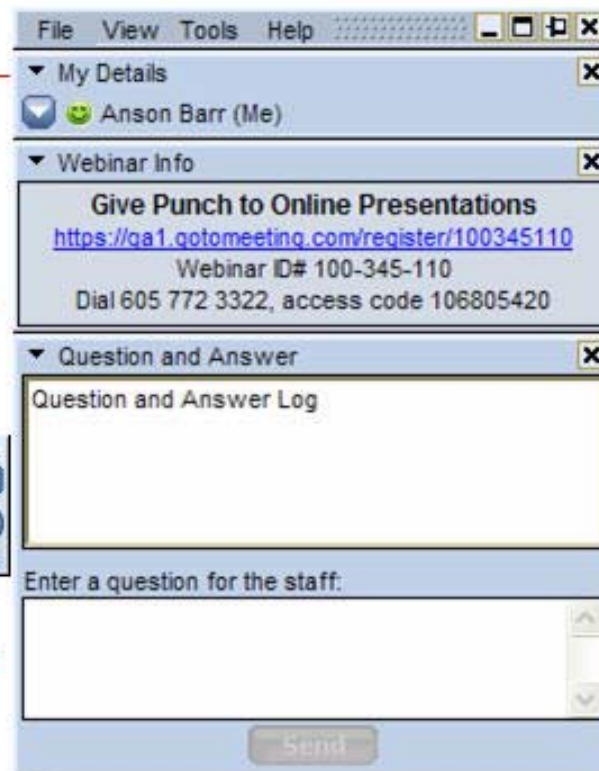 File View Tools Help
My Details
Anson Barr (Me)
Webinar Info
Give Punch to Online Presentations
https://qa1.gotomeeting.com/register/100345110
Webinar ID# 100-345-110
Dial 605 772 3322, access code 106805420
Question and Answer
Question and Answer Log
Enter a question for the staff:
Send